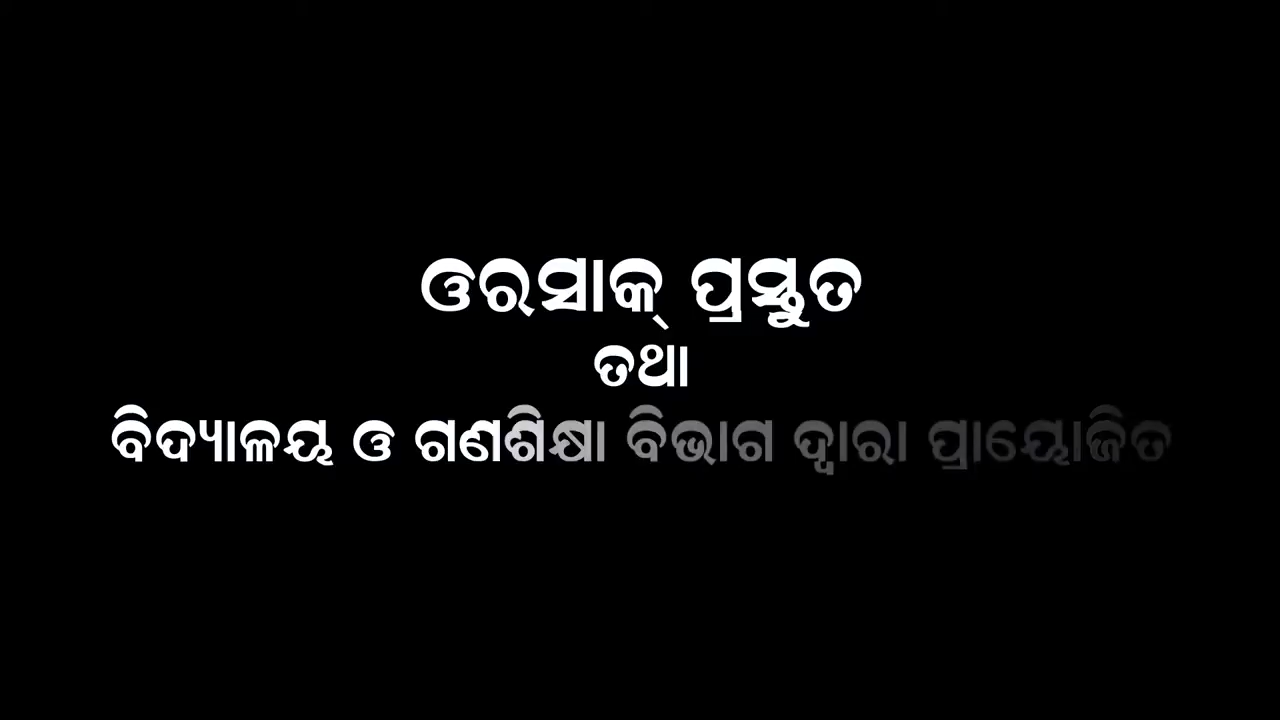 ଓରସାକ୍ ପ୍ରସ୍ତୁତ
ତଥା
ବିଦ୍ୟାଳୟ ଓ ଗଣଶିକ୍ଷା ବିଭାଗ ଦ୍ୱାରା ପ୍ରାୟୋଜିତ